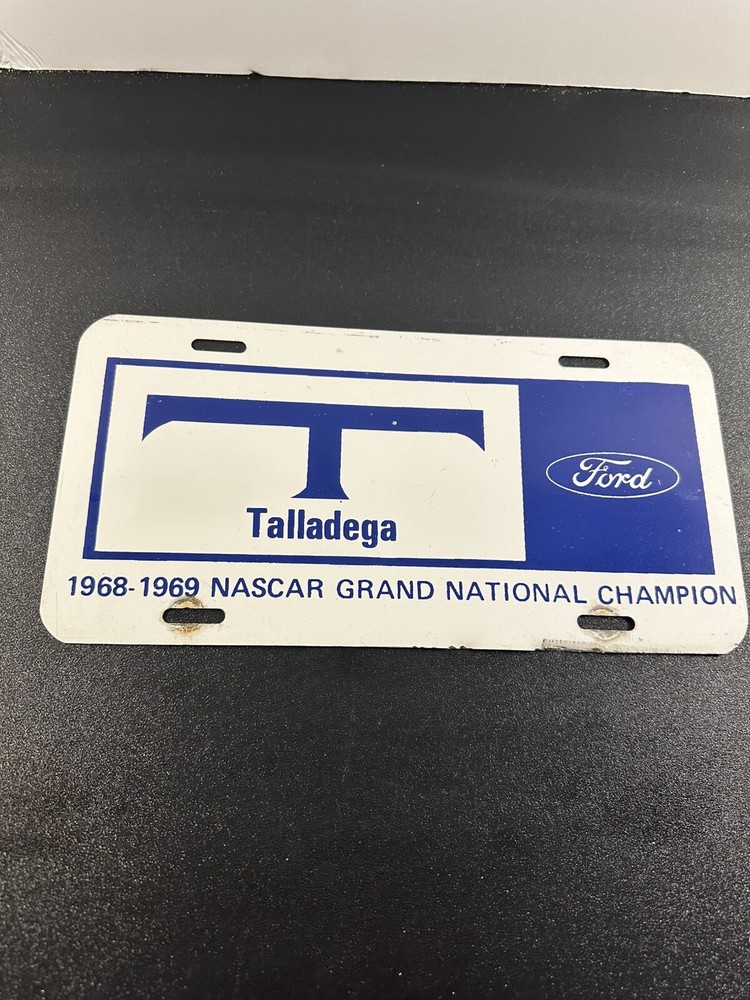 T
Talladega
Ford
1968-1969 NASCAR GRAND NATIONAL CHAMPION